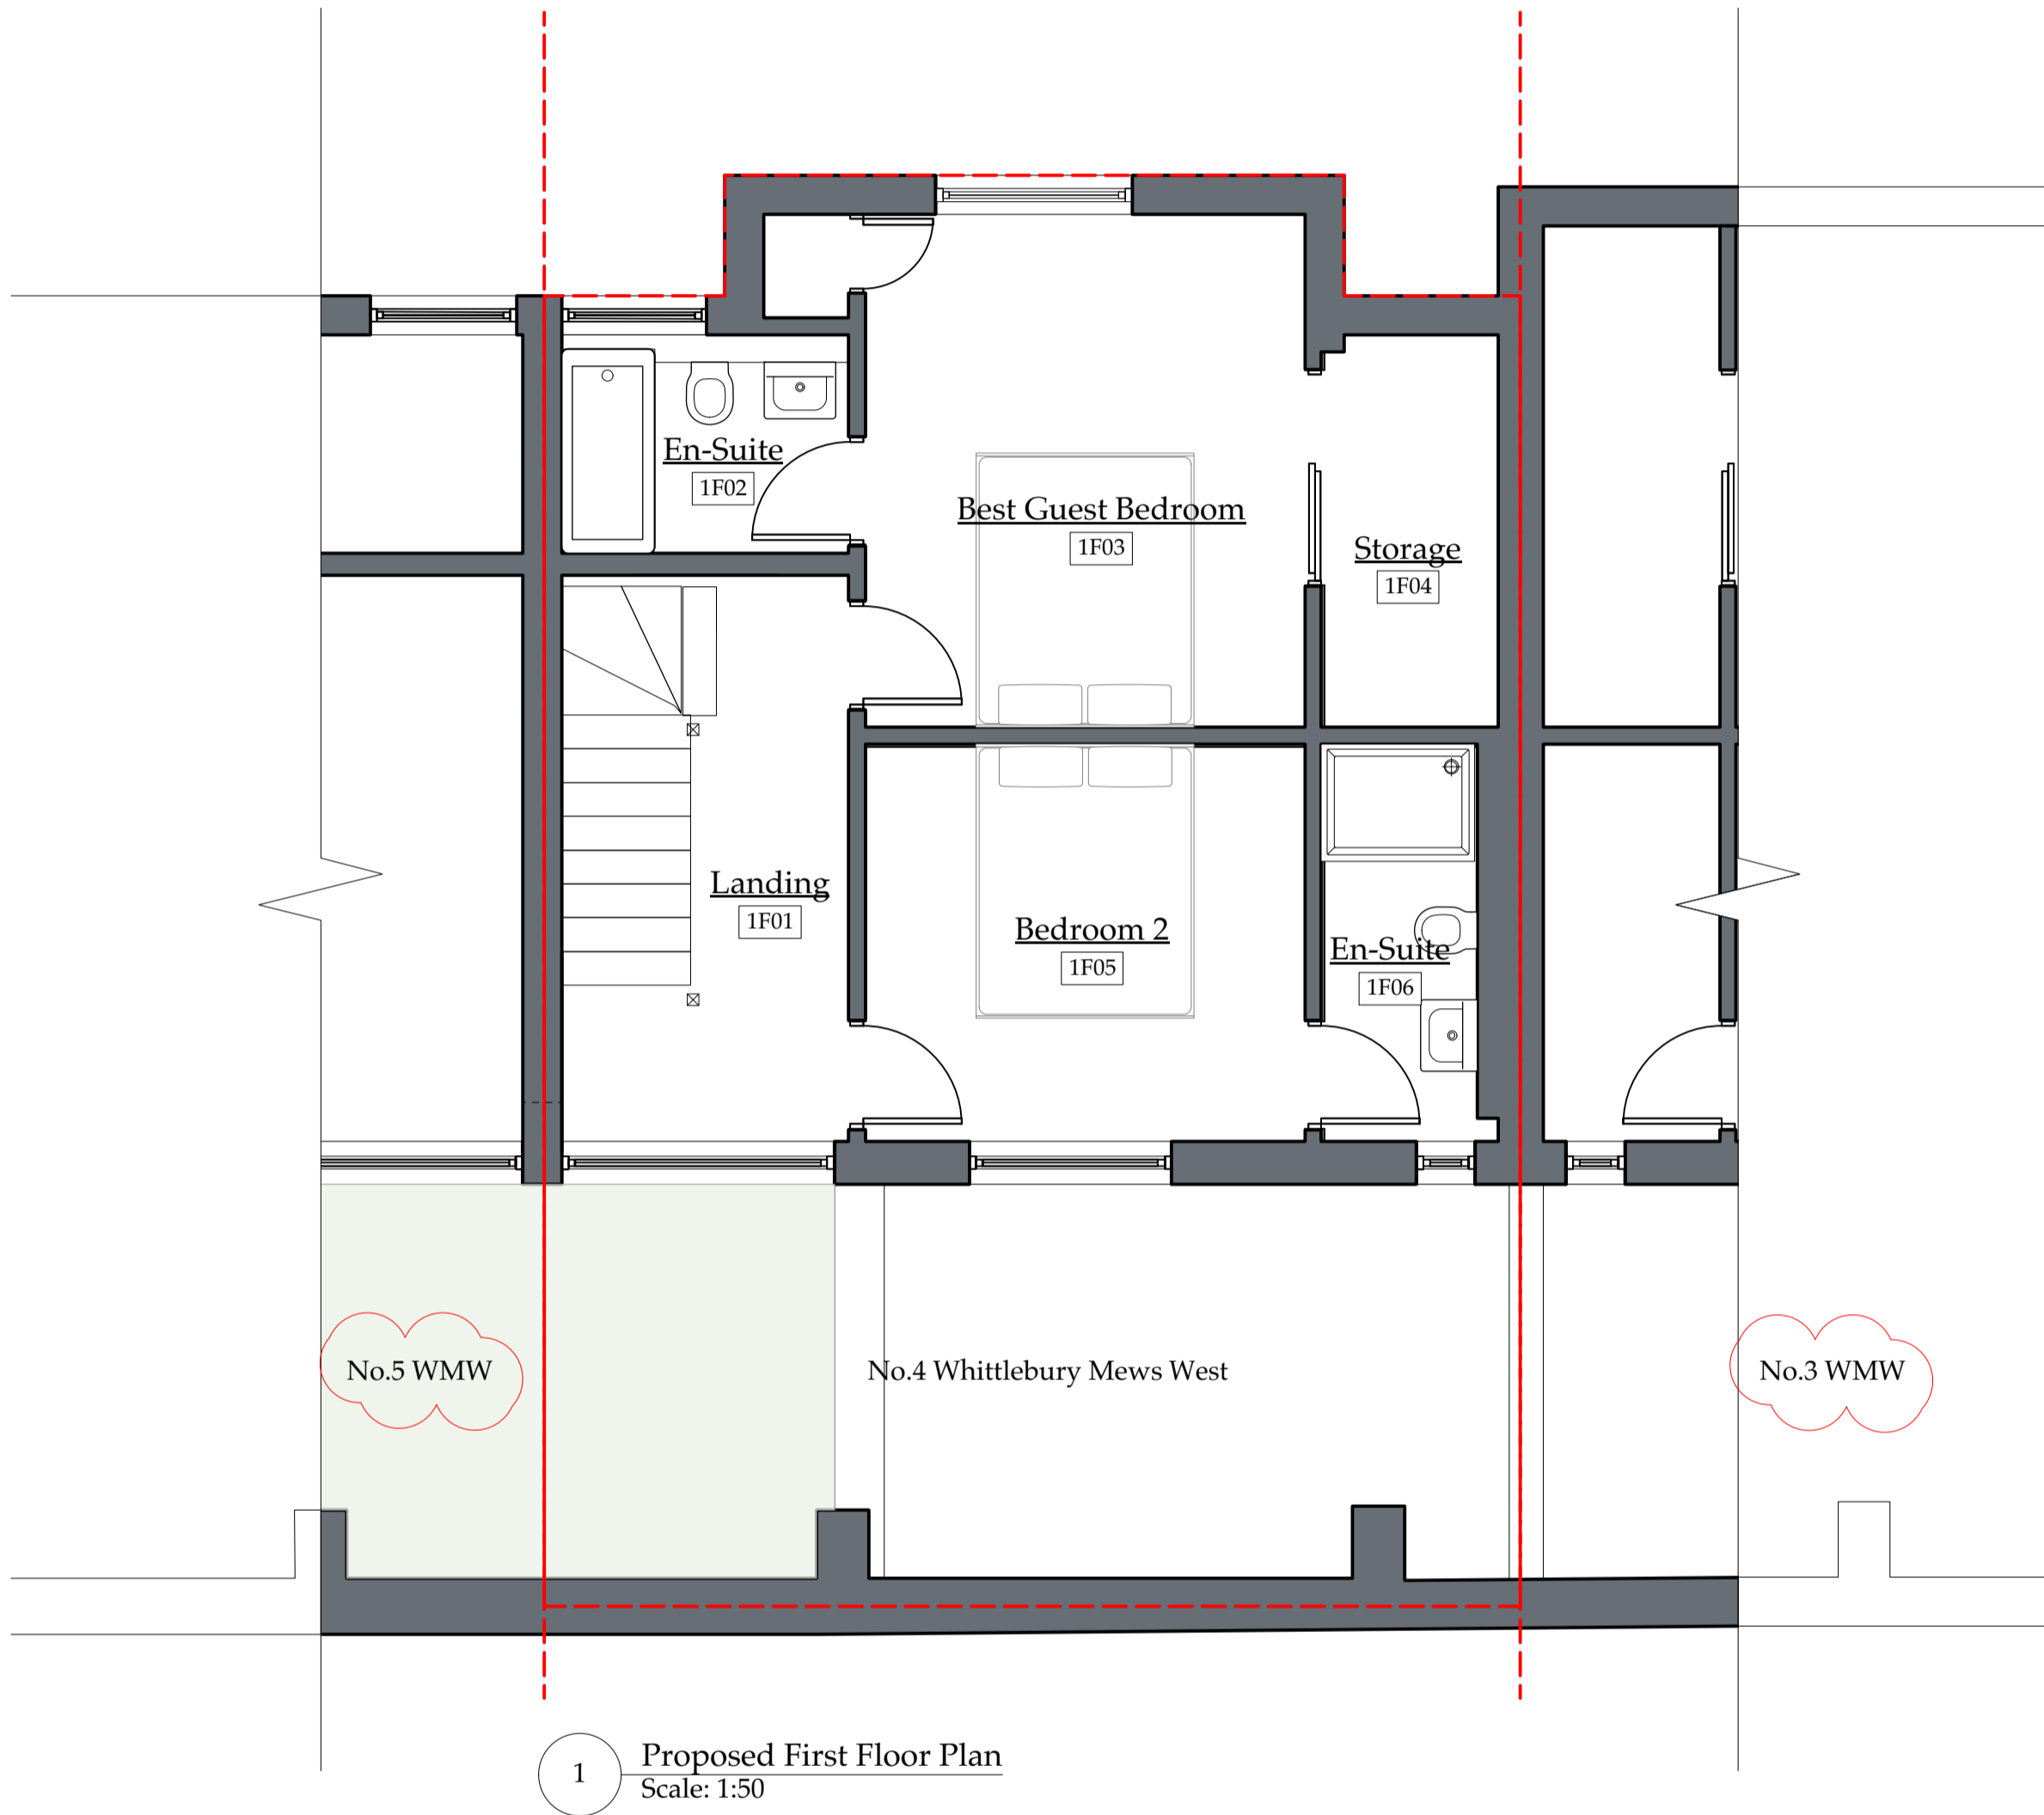 En-Suite
1F02
Best Guest Bedroom
1F03
Storage
1F04
Landing
1F01
Bedroom 2
1F05
En-Suite
1F06
No.5 WMW
No.4 Whittlebury Mews West
No.3 WMW
1
Proposed First Floor Plan
Scale: 1:50